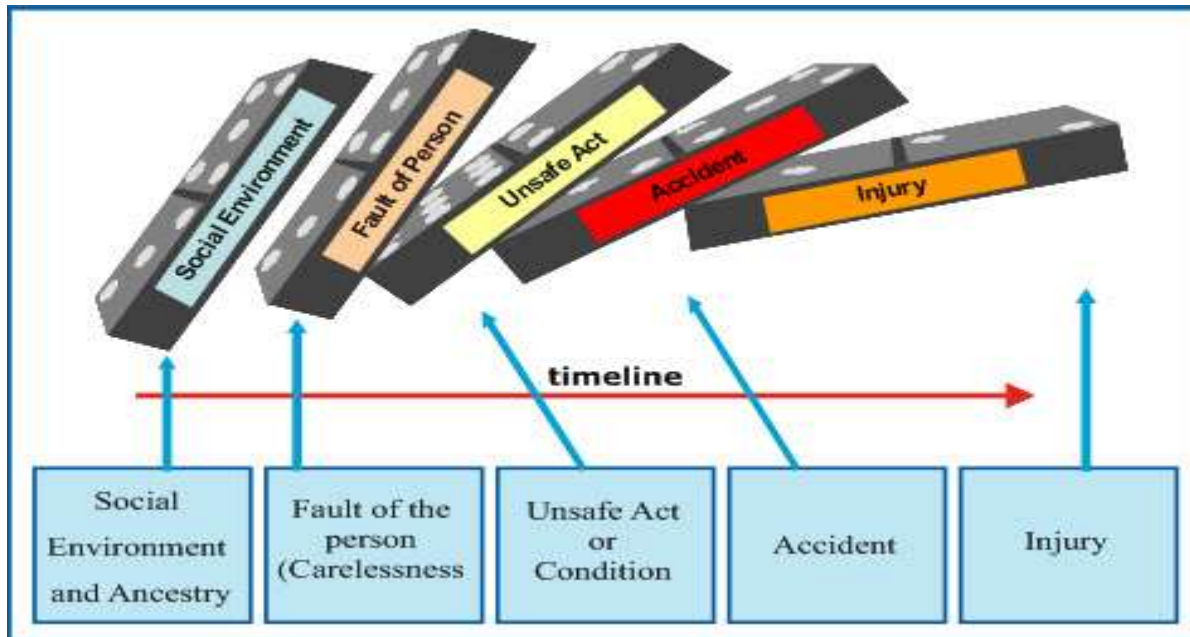 Social Environment
Fault of Person
Unsafe Act
Accident
Injury
timeline
Social
Environment
and Ancestry
Fault of the
person
(Carelessness
Unsafe Act
or
Condition
Accident
Injury